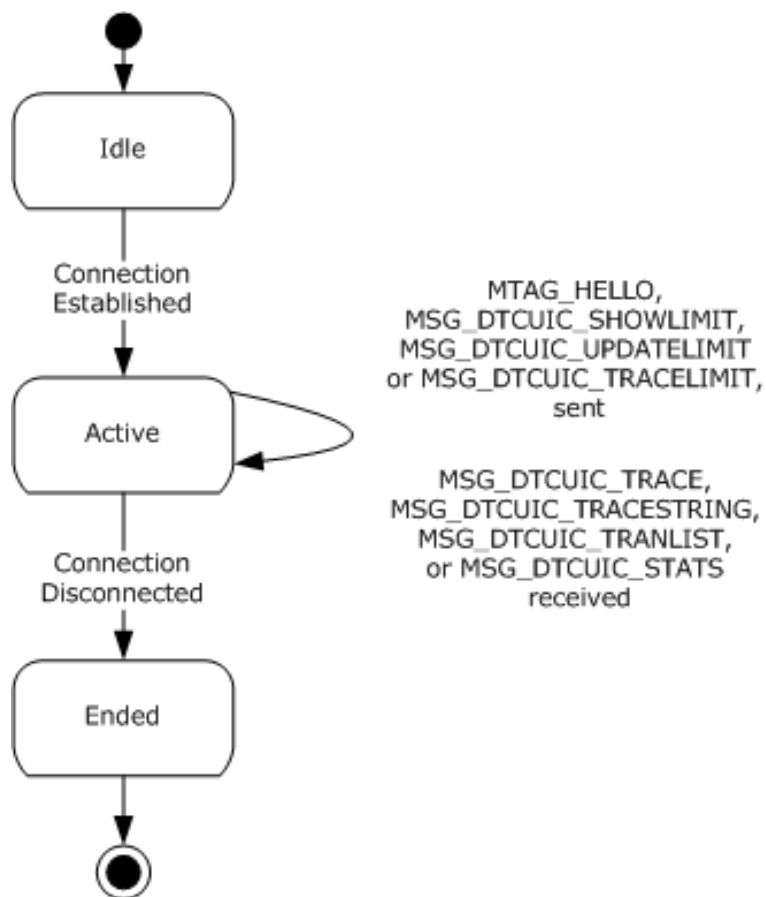 Idle
Connection
Established
MTAG_HELLO,
MSG_DTCUIC_SHOWLIMIT,
MSG_DTCUIC_UPDATELIMIT
or MSG_DTCUIC_TRACELIMIT,
sent
Active
MSG_DTCUIC_TRACE,
MSG_DTCUIC_TRACESTRING,
MSG_DTCUIC_TRANLIST,
or MSG_DTCUIC_STATS
received
Connection
Disconnected
Ended